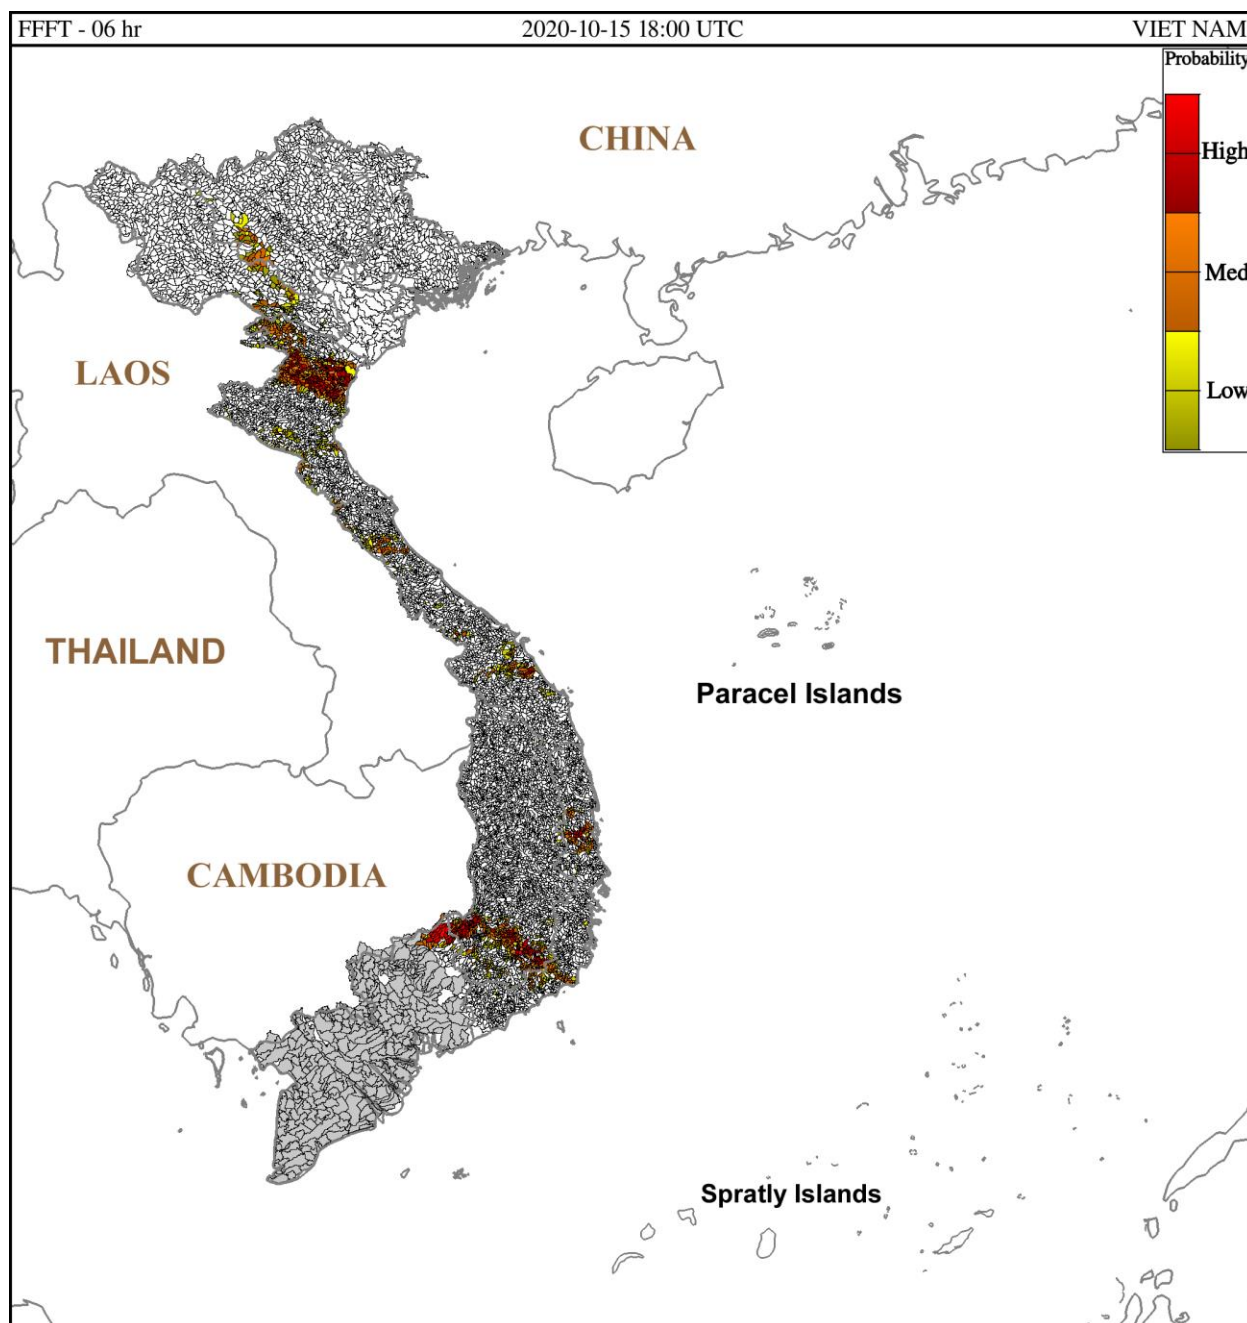 FFFT - 06 hr 2020-10-15 18:00 UTC VIET NAM
Probability
High
Med
Low
CHINA
LAOS
THAILAND
Paracel Islands
CAMBODIA
Spratly Islands